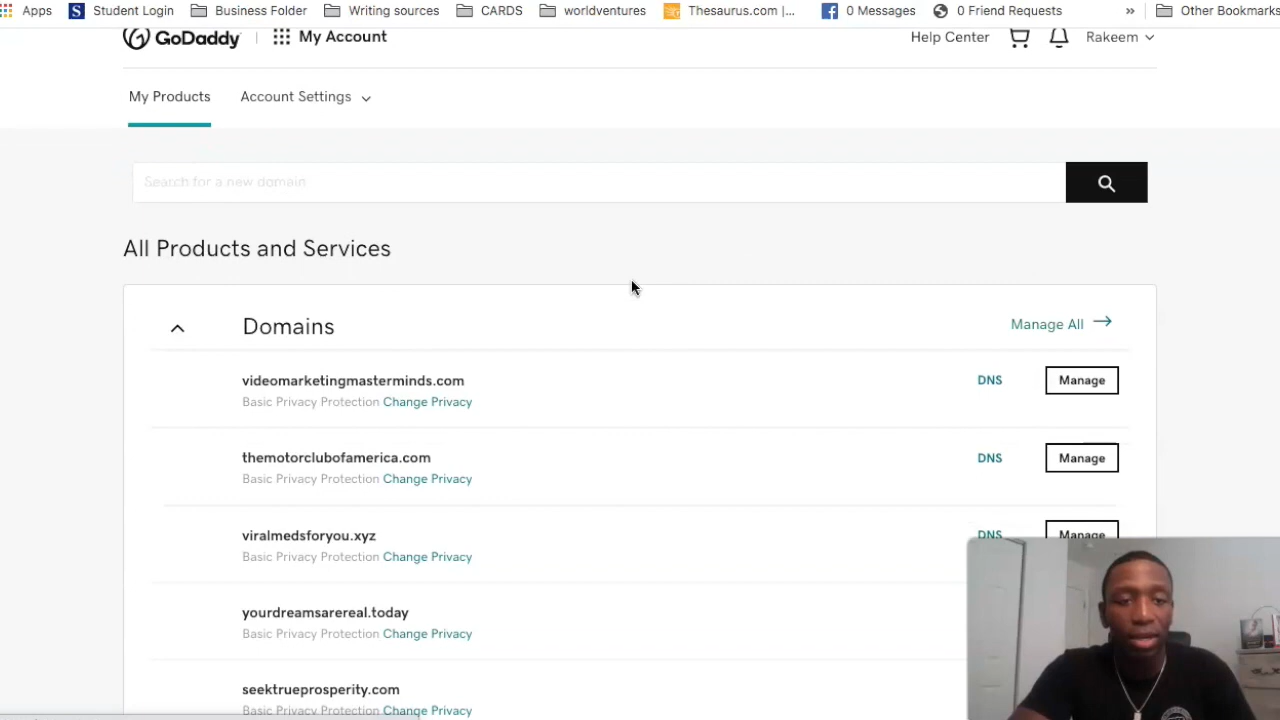 Apps Student Login Business Folder Writing sources CARBS worldventures Thesaurus.com |... 0 Messages 0 Friend Requests » Other Bookmarks
GoDaddy My Account Help Center Rakeem
My Products Account Settings
Search for a new domain
All Products and Services
Domains Manage All →
videomarketingmasterminds.com DNS Manage
Basic Privacy Protection Change Privacy
themotorclubofamerica.com DNS Manage
Basic Privacy Protection Change Privacy
viralmedsforyou.xyz DNS Manage
Basic Privacy Protection Change Privacy
yourdreamsarereal.today
Basic Privacy Protection Change Privacy
seektrueprosperity.com
Basic Privacy Protection Change Privacy